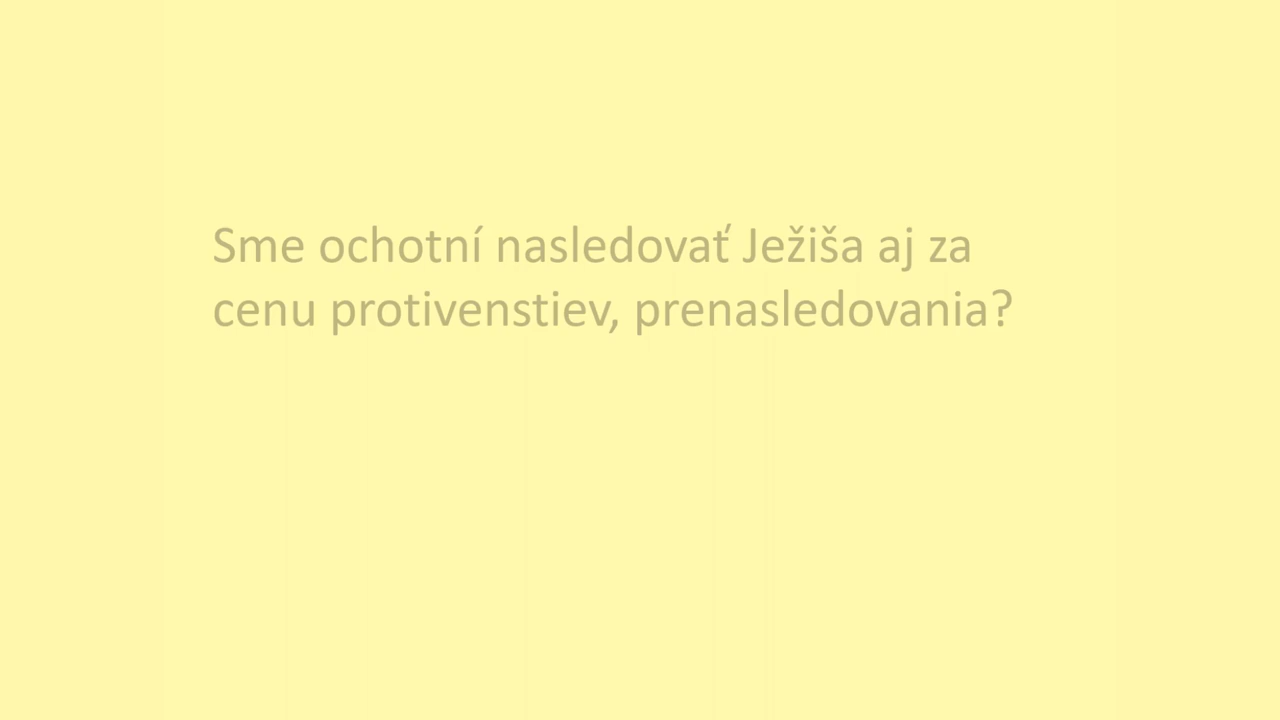 Sme ochotní nasledovať Ježiša aj za
cenu protivenstiev, prenasledovania?